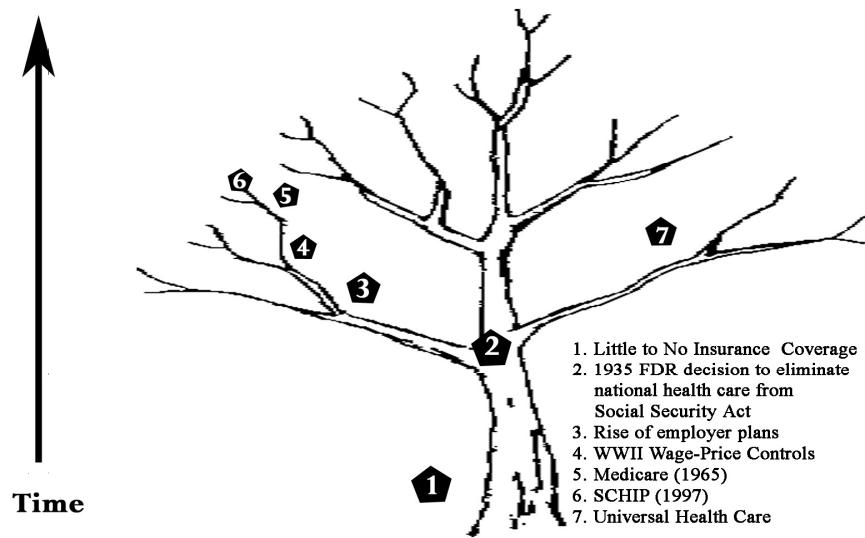 6
5
7
4
3
2
1. Little to No Insurance Coverage
2. 1935 FDR decision to eliminate
national health care from
Social Security Act
3. Rise of employer plans
4. WWII Wage-Price Controls
5. Medicare (1965)
6. SCHIP (1997)
7. Universal Health Care
1
Time